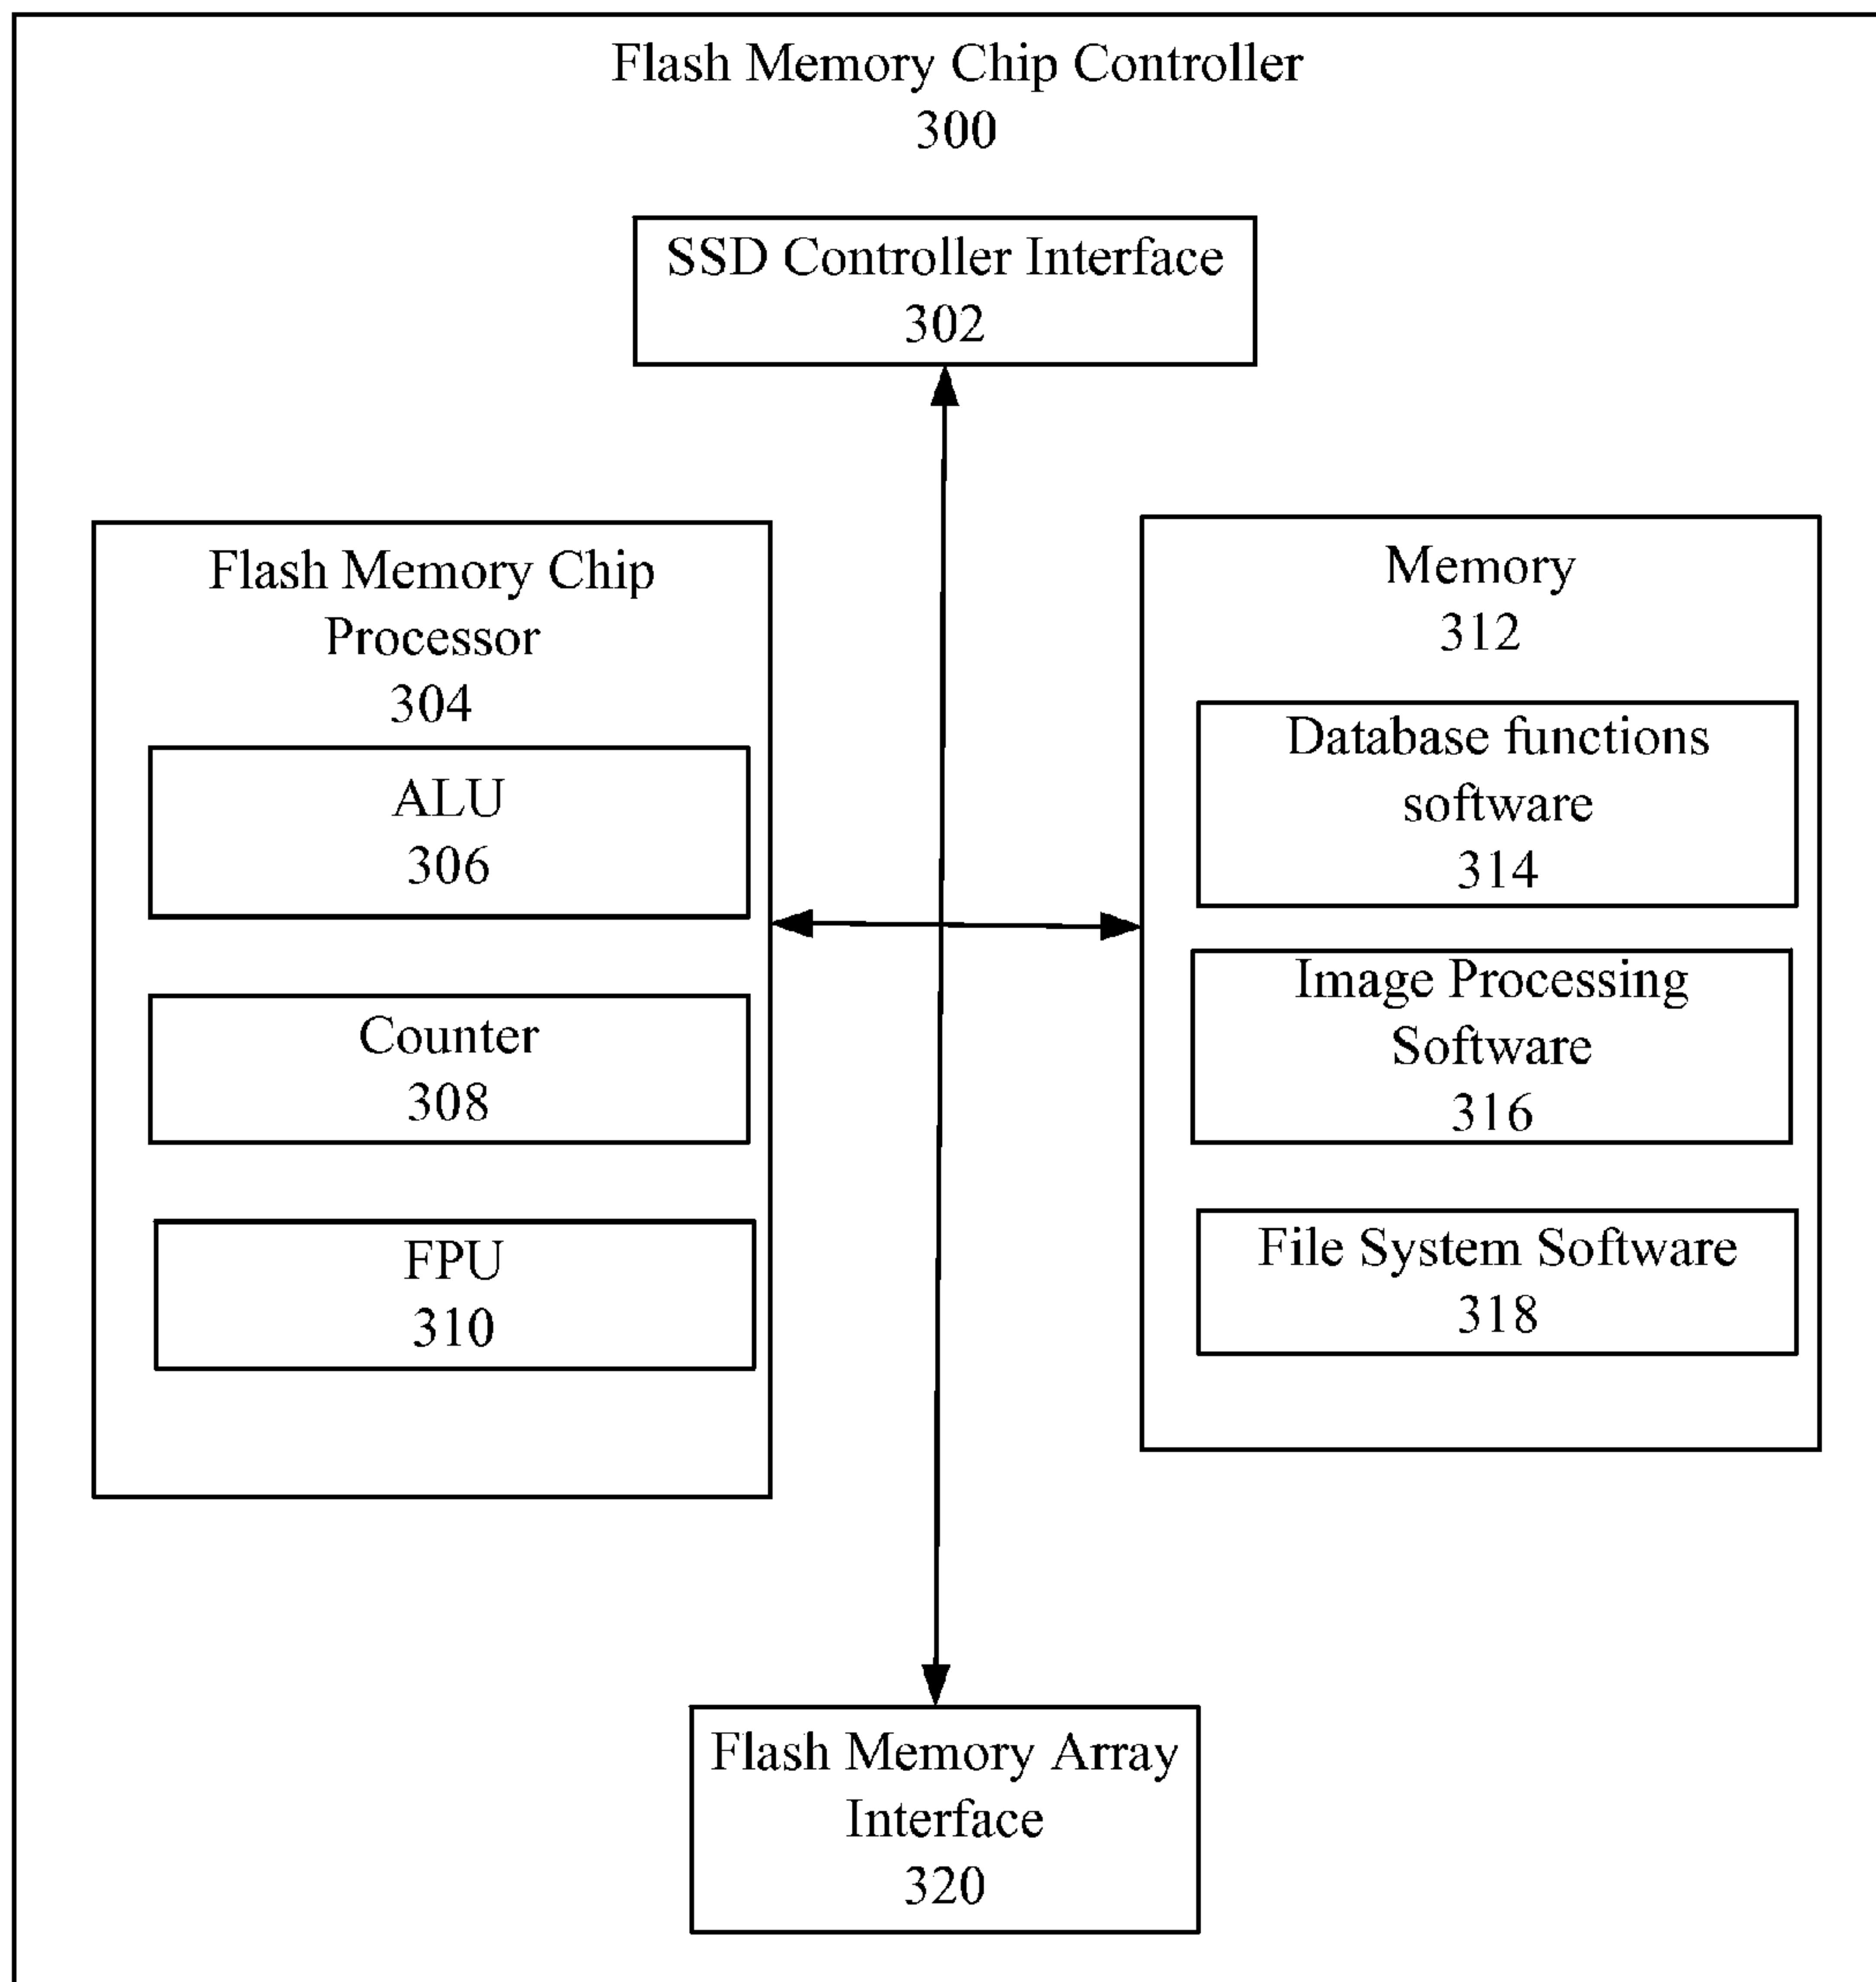 Flash Memory Chip Controller
300
SSD Controller Interface
302
Flash Memory Chip
Processor
304
ALU
306
Counter
308
FPU
310
Memory
312
Database functions
software
314
Image Processing
Software
316
File System Software
318
Flash Memory Array
Interface
320